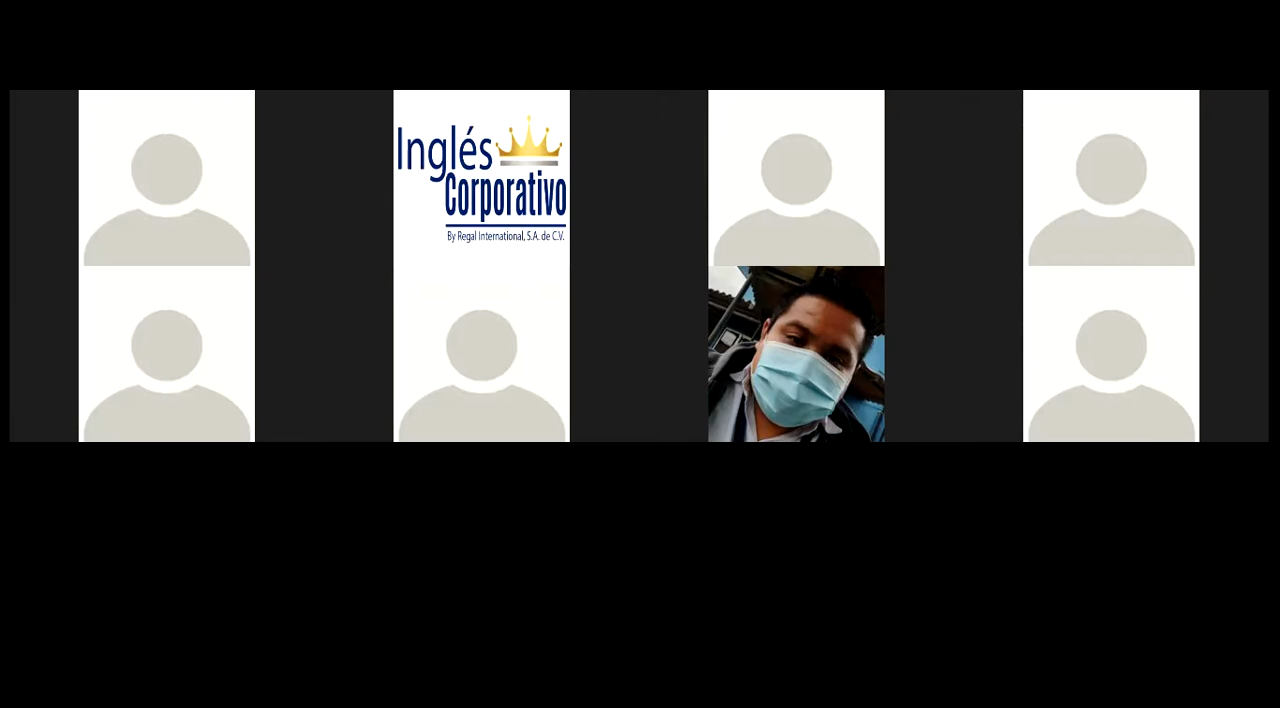 Inglés
Corporativo
By Regal International, S.A. de C.V.